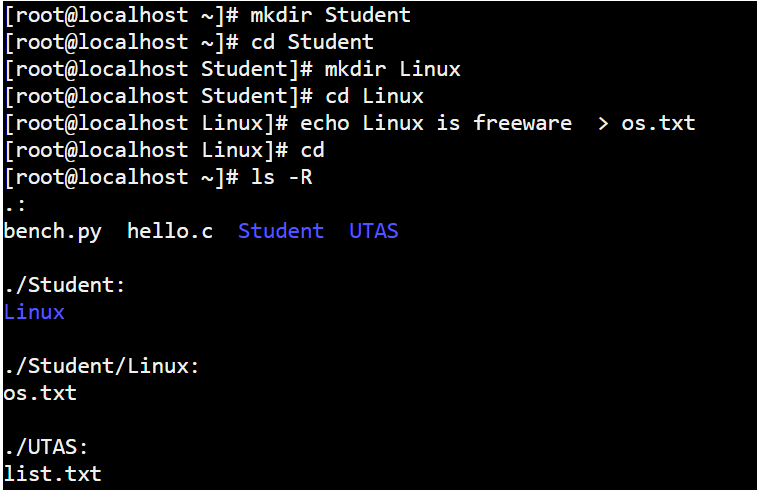 [root@localhost ~]# mkdir Student
[root@localhost ~]# cd Student
[root@localhost Student]# mkdir Linux
[root@localhost Student]# cd Linux
[root@localhost Linux]# echo Linux is freeware  > os.txt
[root@localhost Linux]# cd
[root@localhost ~]# ls -R
.:
bench.py  hello.c  Student  UTAS

./Student:
Linux

./Student/Linux:
os.txt

./UTAS:
list.txt